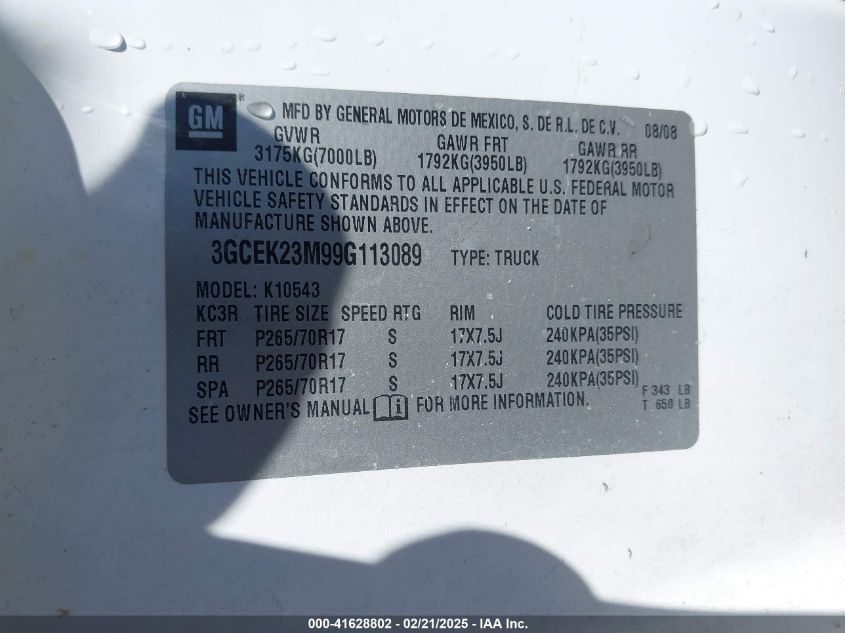 GM ® MFD BY GENERAL MOTORS DE MEXICO, S. DE R.L. DE C.V. 08/08
GVWR GAWR FRT GAWR RR
3175KG(7000LB) 1792KG(3950LB) 1792KG(3950LB)
THIS VEHICLE CONFORMS TO ALL APPLICABLE U.S. FEDERAL MOTOR
VEHICLE SAFETY STANDARDS IN EFFECT ON THE DATE OF
MANUFACTURE SHOWN ABOVE.
3GCEK23M99G113089 TYPE: TRUCK
MODEL: K10543
KC3R TIRE SIZE SPEED RTG RIM COLD TIRE PRESSURE
FRT P265/70R17 S 17X7.5J 240KPA(35PSI)
RR P265/70R17 S 17X7.5J 240KPA(35PSI)
SPA P265/70R17 S 17X7.5J 240KPA(35PSI)
F 343 LB
T 650 LB
SEE OWNER'S MANUAL i FOR MORE INFORMATION.
000-41628802 - 02/21/2025 - IAA Inc.